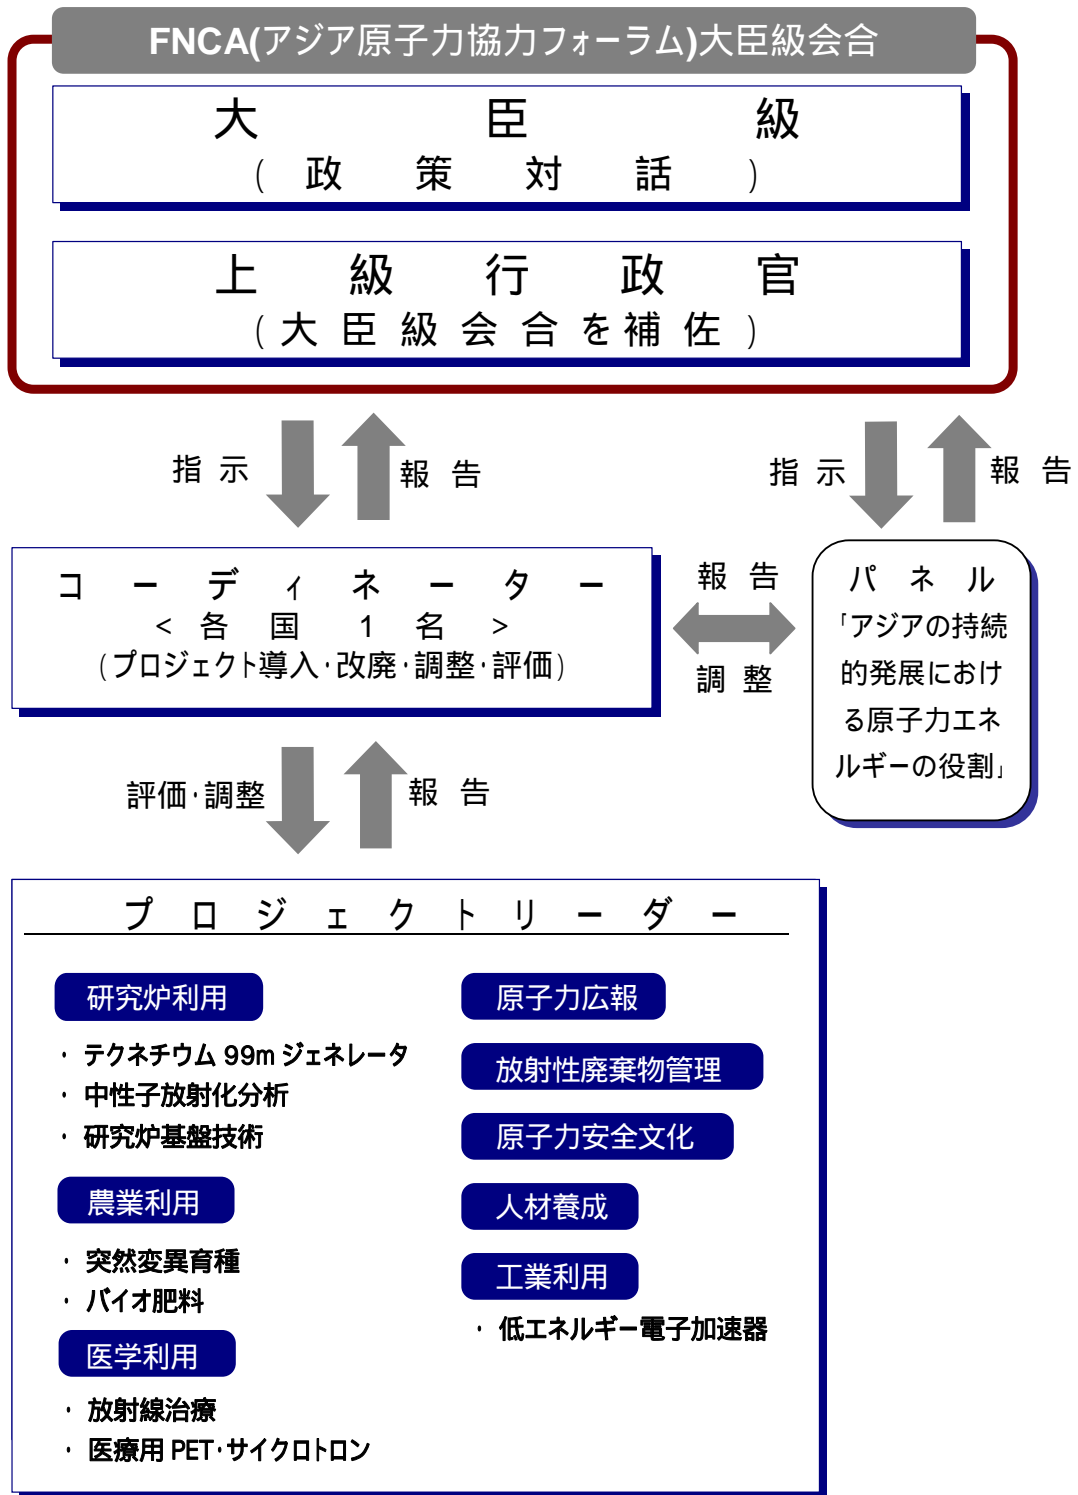 FNCA(アジア原子力協力フォーラム)大臣級会合
大臣級
(政策対話)
上級行政官
(大臣級会合を補佐)
指示
報告
指示
報告
コーディネーター
<各国1名>
(プロジェクト導入・改廃・調整・評価)
報告
調整
パネル
「アジアの持続
的発展におけ
る原子力エネ
ルギーの役割」
評価・調整
報告
プロジェクトリーダー
研究炉利用
・ テクネチウム 99m ジェネレータ
・ 中性子放射化分析
・ 研究炉基盤技術
農業利用
・ 突然変異育種
・ バイオ肥料
医学利用
・ 放射線治療
・ 医療用 PET・サイクロトロン
原子力広報
放射性廃棄物管理
原子力安全文化
人材養成
工業利用
・ 低エネルギー電子加速器